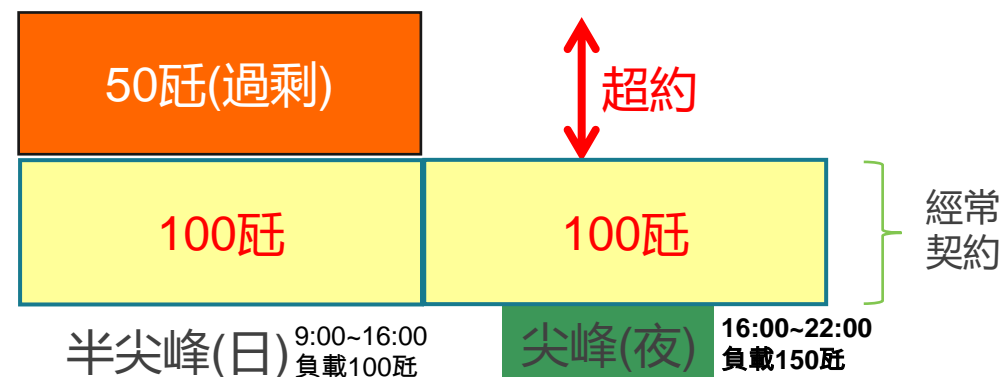 50瓩(過剩)
超約
100瓩
100瓩
經常
契約
半尖峰(日)
9:00~16:00
負載100瓩
尖峰(夜)
16:00~22:00
負載150瓩